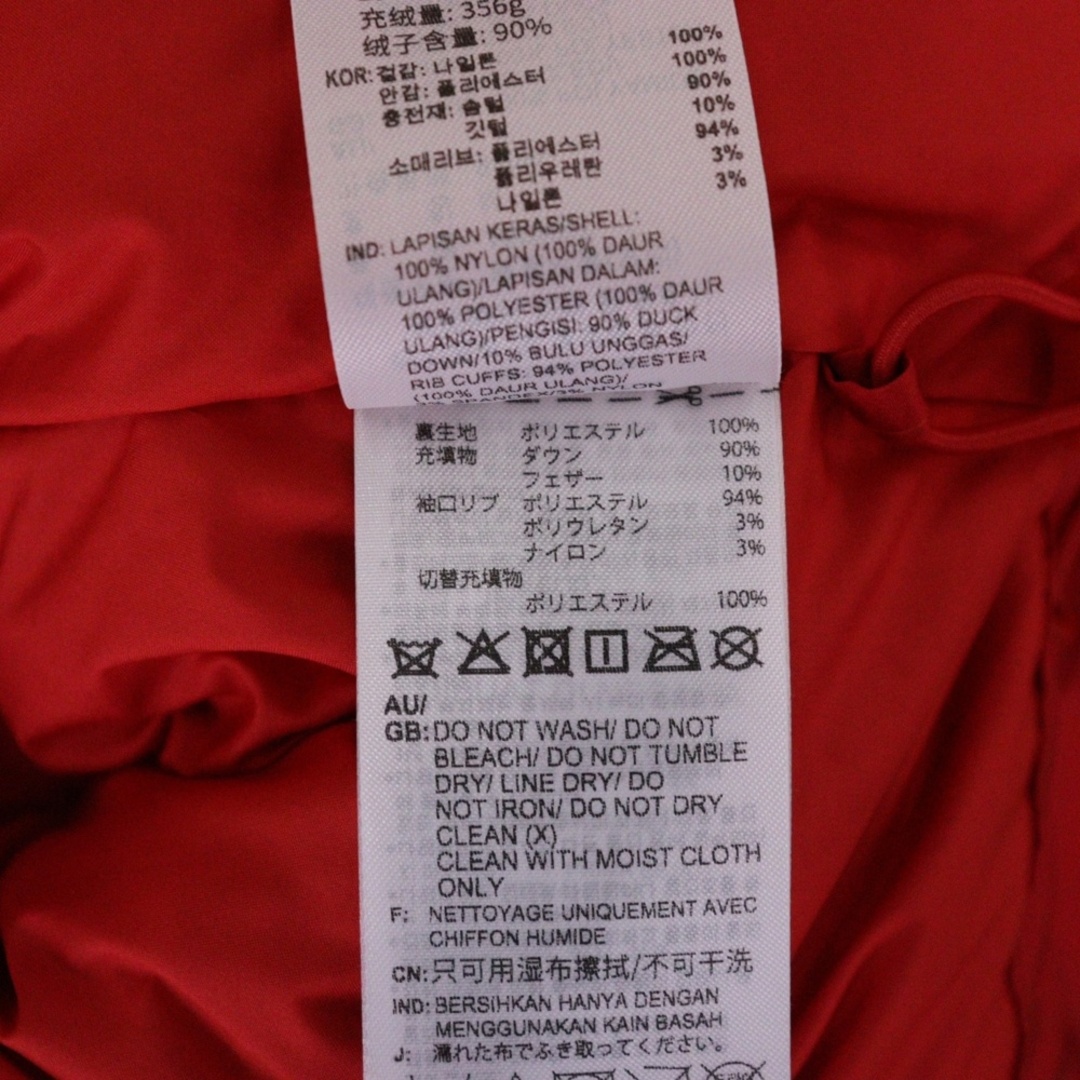 充绒量: 356g
绒子含量: 90%
KOR: 겉감: 나일론 100%
안감: 폴리에스터 100%
충전재: 솜털 90%
깃털 10%
소매리브: 폴리에스터 94%
폴리우레탄 3%
나일론 3%
IND: LAPISAN KERAS/SHELL:
100% NYLON (100% DAUR
ULANG)/LAPISAN DALAM:
100% POLYESTER (100% DAUR
ULANG)/PENGISI: 90% DUCK
DOWN/10% BULU UNGGAS/
RIB CUFFS: 94% POLYESTER
(100% DAUR ULANG)/
3% SPANDEX/3% NYLON
裏生地 ポリエステル 100%
充填物 ダウン 90%
フェザー 10%
袖口リブ ポリエステル 94%
ポリウレタン 3%
ナイロン 3%
切替充填物
ポリエステル 100%
AU/
GB: DO NOT WASH/ DO NOT
BLEACH/ DO NOT TUMBLE
DRY/ LINE DRY/ DO
NOT IRON/ DO NOT DRY
CLEAN (X)
CLEAN WITH MOIST CLOTH
ONLY
F: NETTOYAGE UNIQUEMENT AVEC
CHIFFON HUMIDE
CN: 只可用湿布擦拭/不可干洗
IND: BERSIHKAN HANYA DENGAN
MENGGUNAKAN KAIN BASAH
J: 濡れた布でふき取ってください。